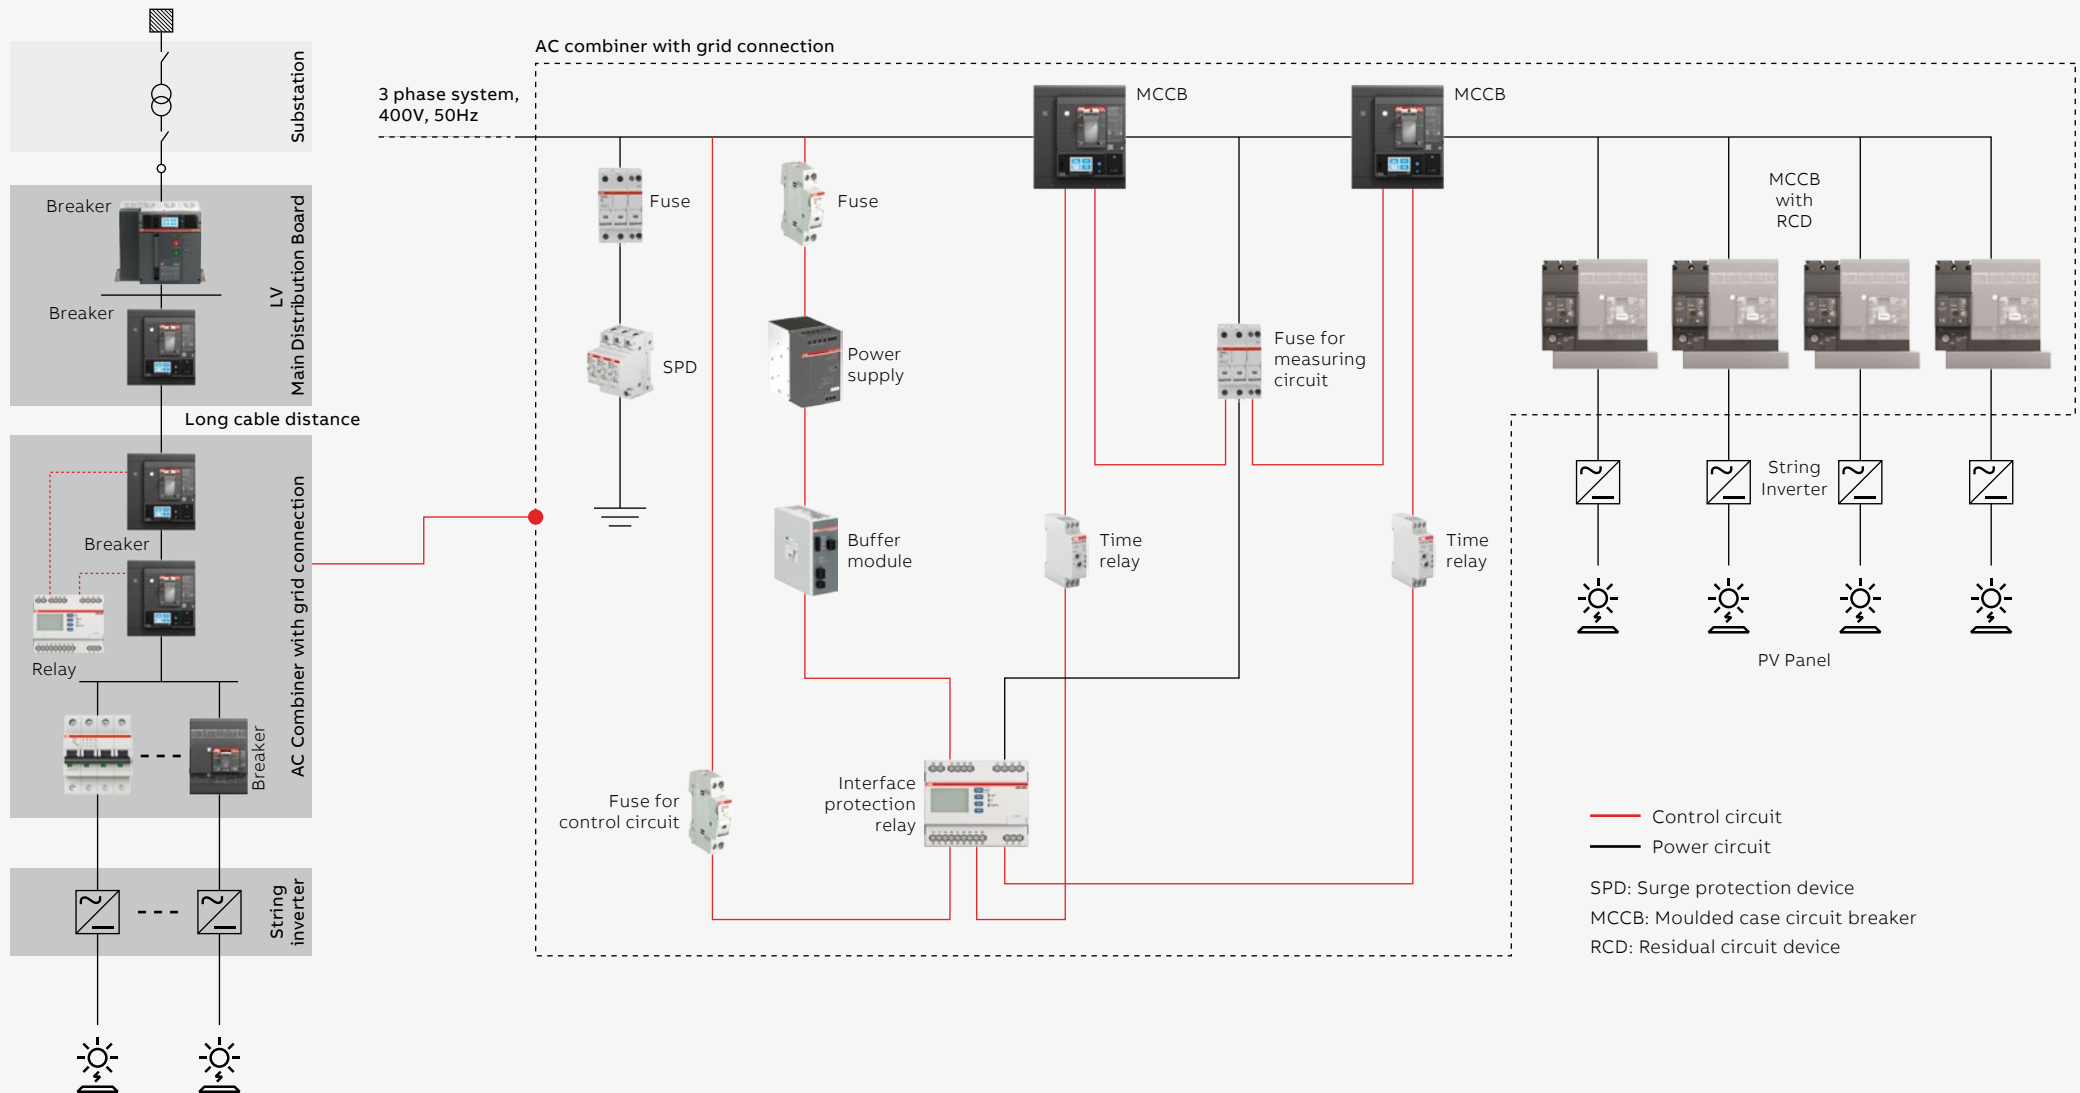 Substation
Breaker
Breaker
LV
Main Distribution Board
Long cable distance
Breaker
Relay
Breaker
AC Combiner with grid connection
String
inverter
AC combiner with grid connection
3 phase system,
400V, 50Hz
Fuse
SPD
Fuse
Power
supply
Buffer
module
Fuse for
control circuit
Interface
protection
relay
MCCB
MCCB
Fuse for
measuring
circuit
Time
relay
Time
relay
MCCB
with
RCD
String
Inverter
PV Panel
Control circuit
Power circuit
SPD: Surge protection device
MCCB: Moulded case circuit breaker
RCD: Residual circuit device